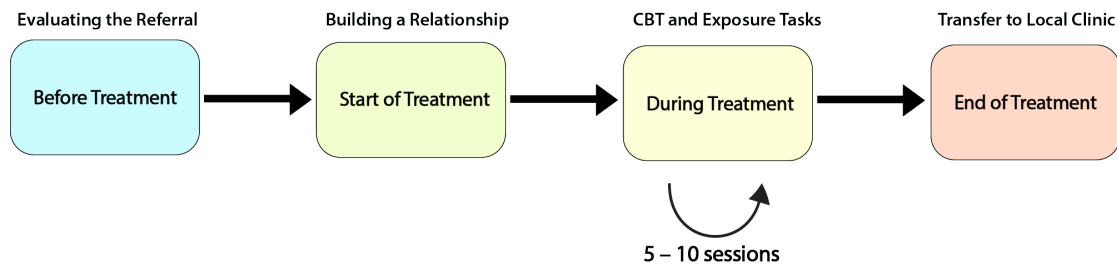 Evaluating the Referral
Building a Relationship
CBT and Exposure Tasks
Transfer to Local Clinic
Before Treatment
Start of Treatment
During Treatment
End of Treatment
5 – 10 sessions